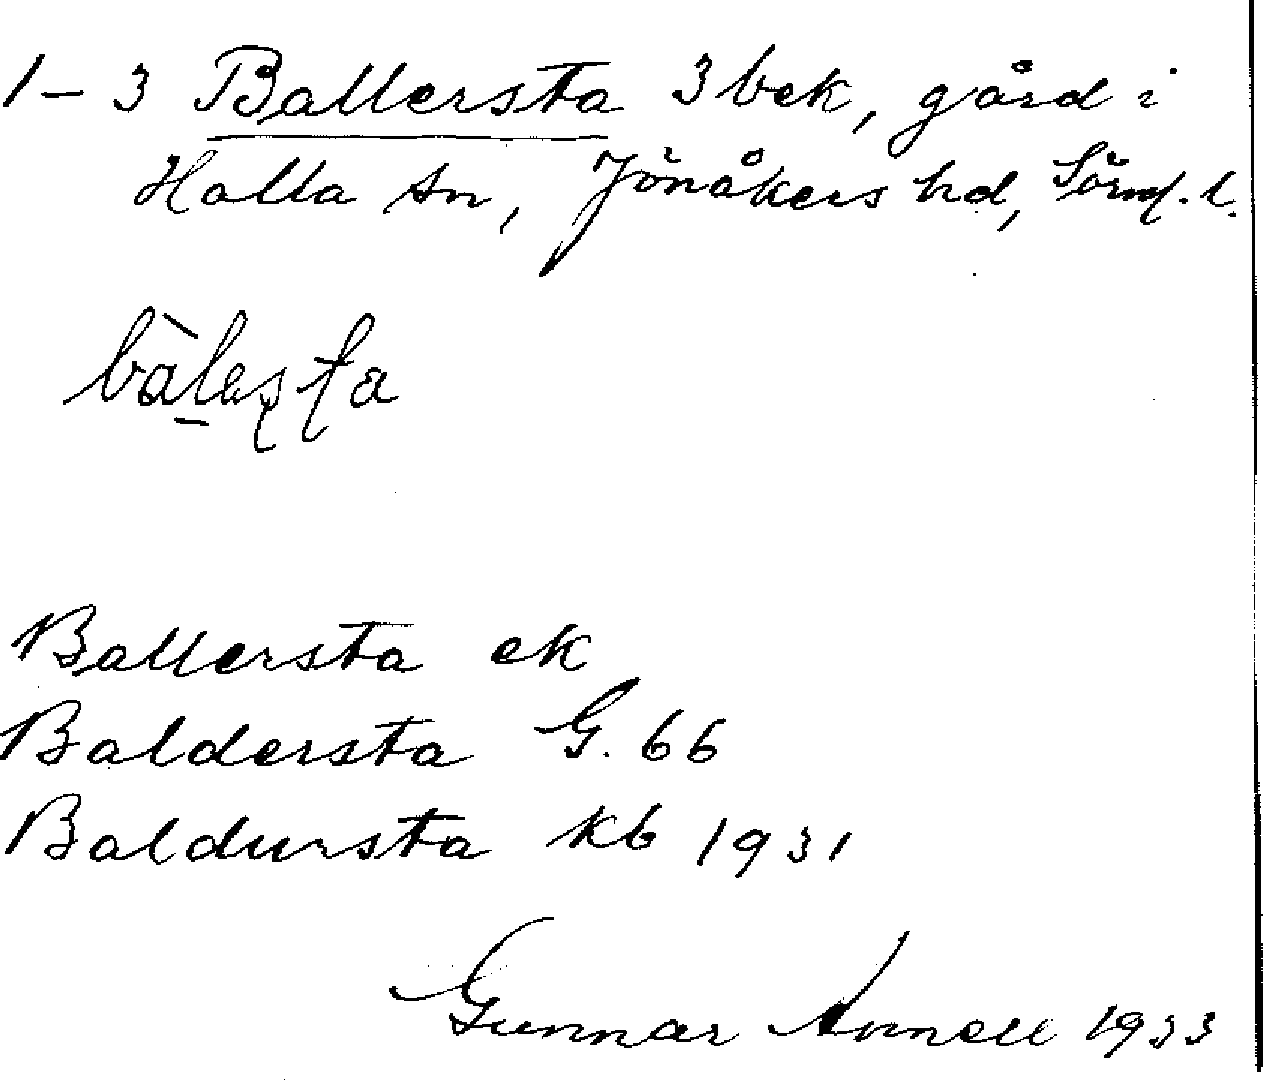 1-3 Ballersta 3 bek, gård i
Halla sn, Jönåkers hd, Sörml. l.
Ballersta ek
Baldersta G. 66
Baldursta kb 1931
Gunnar Annell 1933